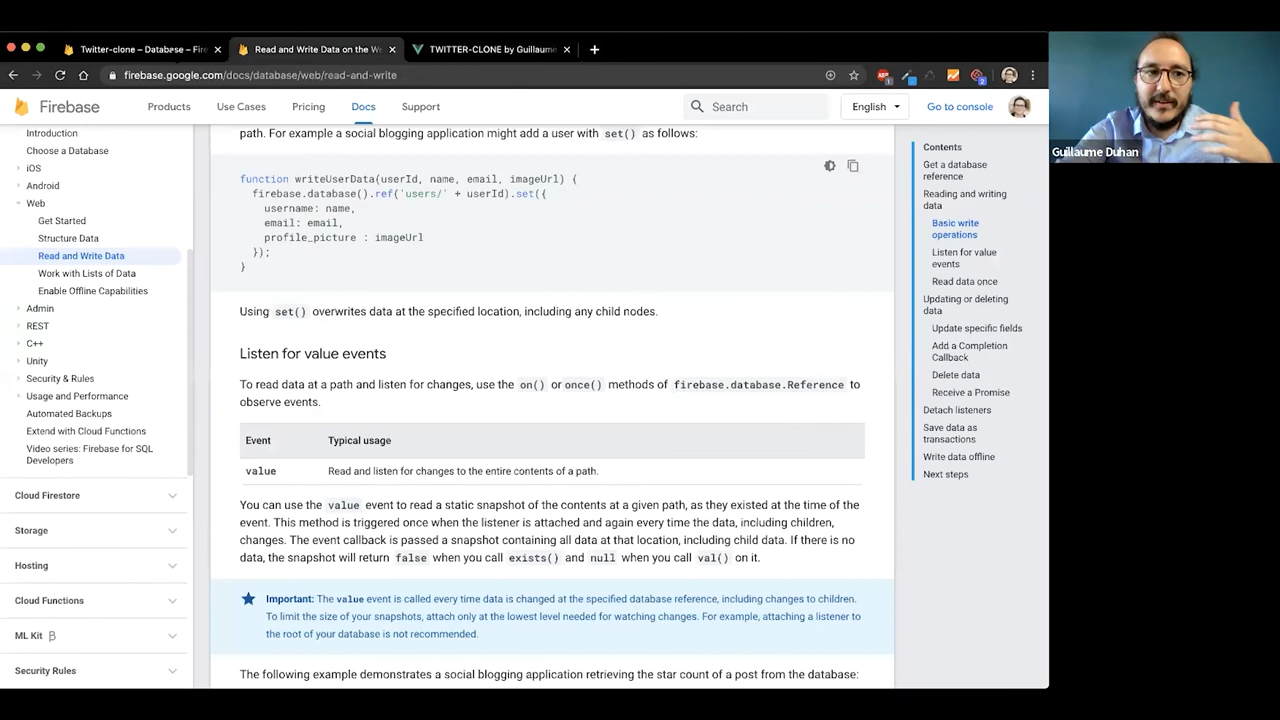 Twitter-clone – Database – Fire
Read and Write Data on the We
TWITTER-CLONE by Guillaume
firebase.google.com/docs/database/web/read-and-write
Firebase
Products
Use Cases
Pricing
Docs
Support
Search
English
Go to console
Introduction
Choose a Database
iOS
Android
Web
Get Started
Structure Data
Read and Write Data
Work with Lists of Data
Enable Offline Capabilities
Admin
REST
C++
Unity
Security & Rules
Usage and Performance
Automated Backups
Extend with Cloud Functions
Video series: Firebase for SQL
Developers
Cloud Firestore
Storage
Hosting
Cloud Functions
ML Kit β
Security Rules
path. For example a social blogging application might add a user with set() as follows:
function writeUserData(userId, name, email, imageUrl) {
firebase.database().ref('users/' + userId).set({
username: name,
email: email,
profile_picture : imageUrl
});
}
Using set() overwrites data at the specified location, including any child nodes.
Listen for value events
To read data at a path and listen for changes, use the on() or once() methods of firebase.database.Reference to
observe events.
Event
Typical usage
value
Read and listen for changes to the entire contents of a path.
You can use the value event to read a static snapshot of the contents at a given path, as they existed at the time of the
event. This method is triggered once when the listener is attached and again every time the data, including children,
changes. The event callback is passed a snapshot containing all data at that location, including child data. If there is no
data, the snapshot will return false when you call exists() and null when you call val() on it.
Important: The value event is called every time data is changed at the specified database reference, including changes to children.
To limit the size of your snapshots, attach only at the lowest level needed for watching changes. For example, attaching a listener to
the root of your database is not recommended.
The following example demonstrates a social blogging application retrieving the star count of a post from the database:
Contents
Get a database
reference
Reading and writing
data
Basic write
operations
Listen for value
events
Read data once
Updating or deleting
data
Update specific fields
Add a Completion
Callback
Delete data
Receive a Promise
Detach listeners
Save data as
transactions
Write data offline
Next steps
Guillaume Duhan